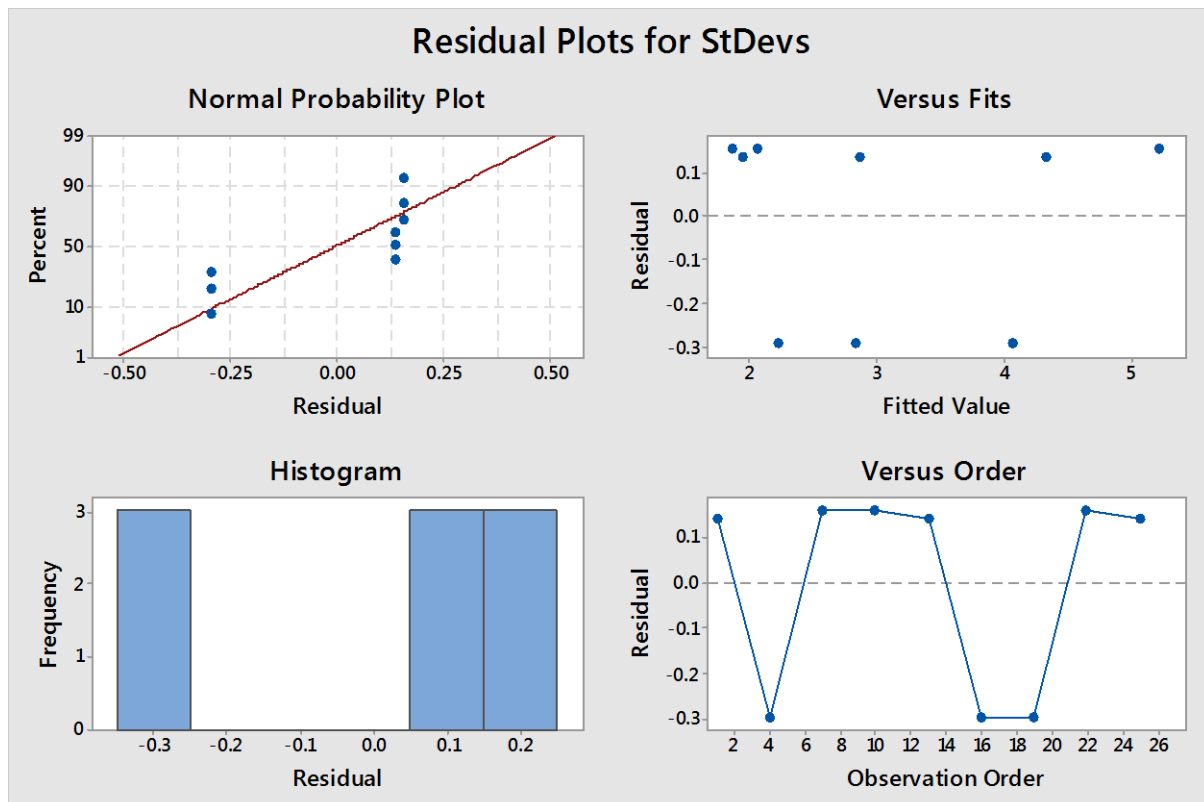 Residual Plots for StDevs
Normal Probability Plot
Percent
99
90
50
10
1
-0.50 -0.25 0.00 0.25 0.50
Residual
Versus Fits
Residual
0.1
0.0
-0.1
-0.2
-0.3
2 3 4 5
Fitted Value
Histogram
Frequency
3
2
1
0
-0.3 -0.2 -0.1 0.0 0.1 0.2
Residual
Versus Order
Residual
0.1
0.0
-0.1
-0.2
-0.3
2 4 6 8 10 12 14 16 18 20 22 24 26
Observation Order